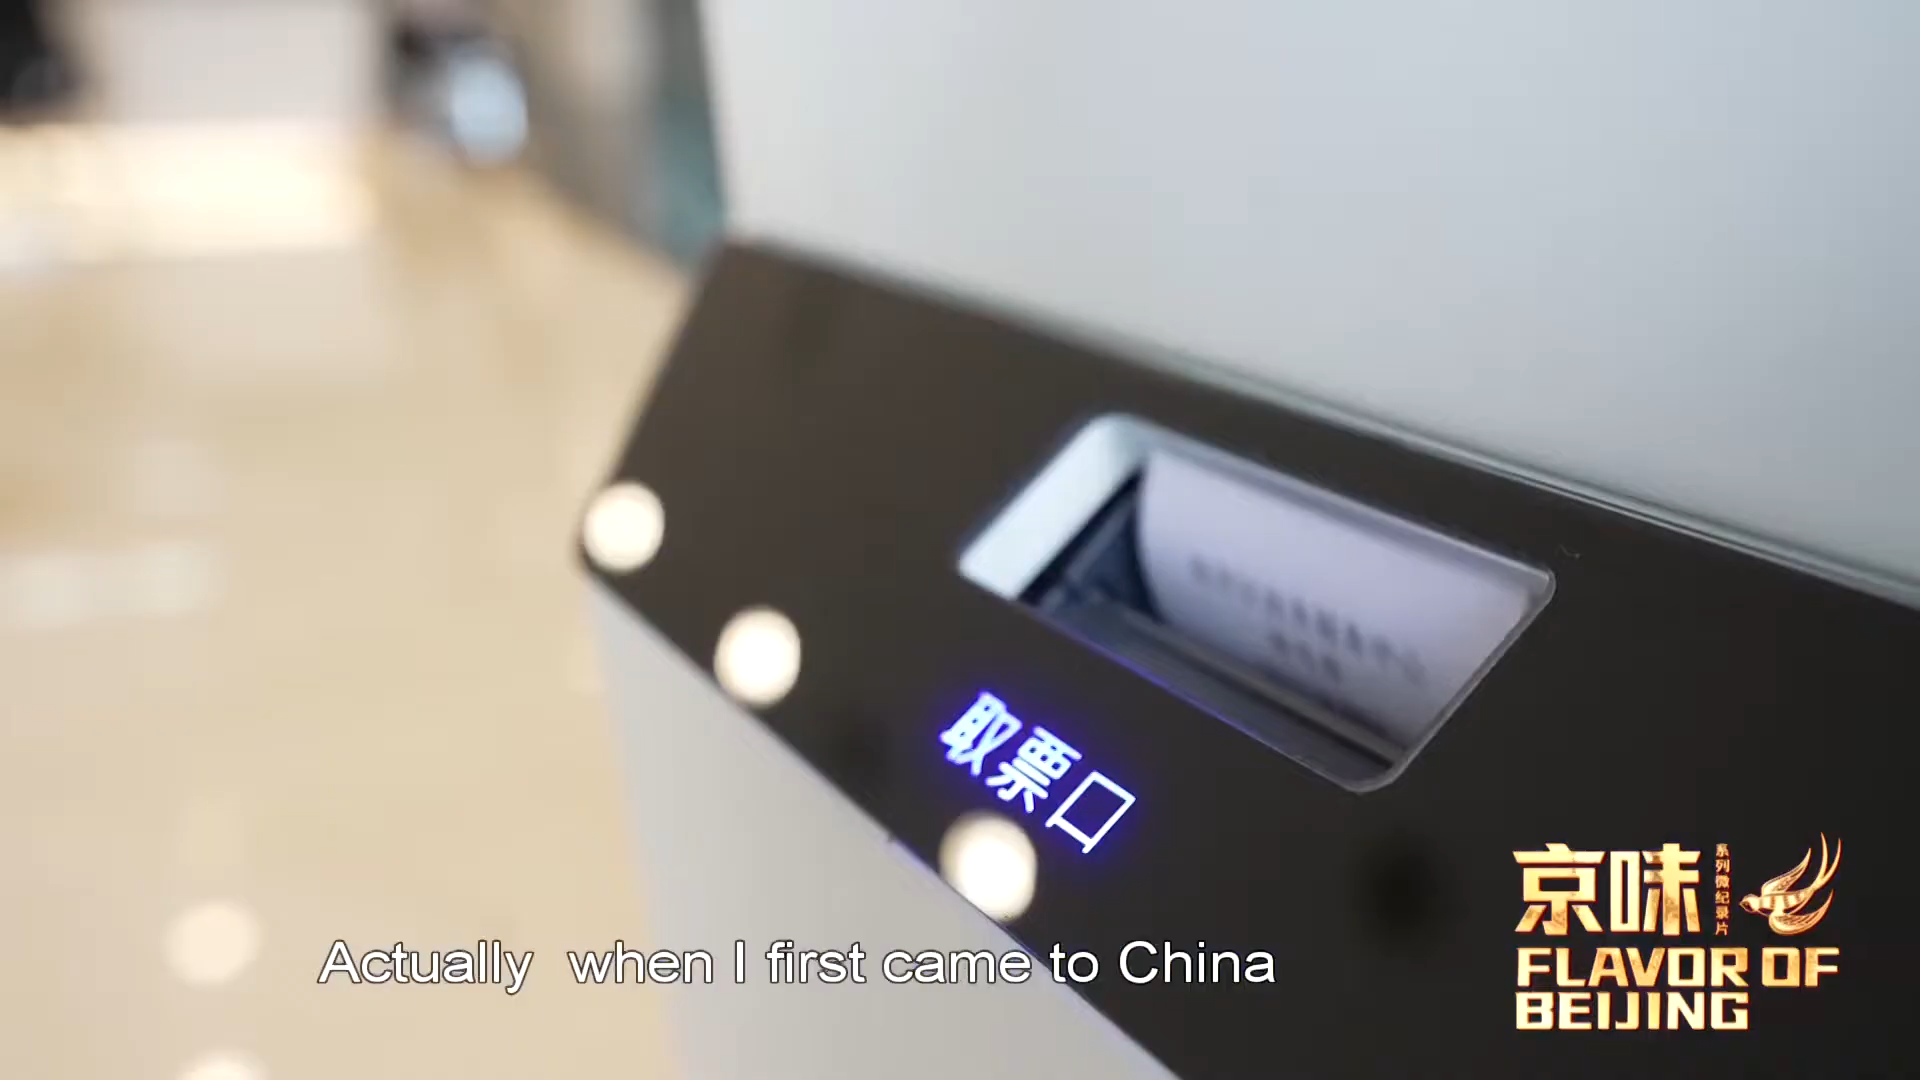 取票口
Actually when I first came to China
京味
系列微纪录片
FLAVOR OF
BEIJING